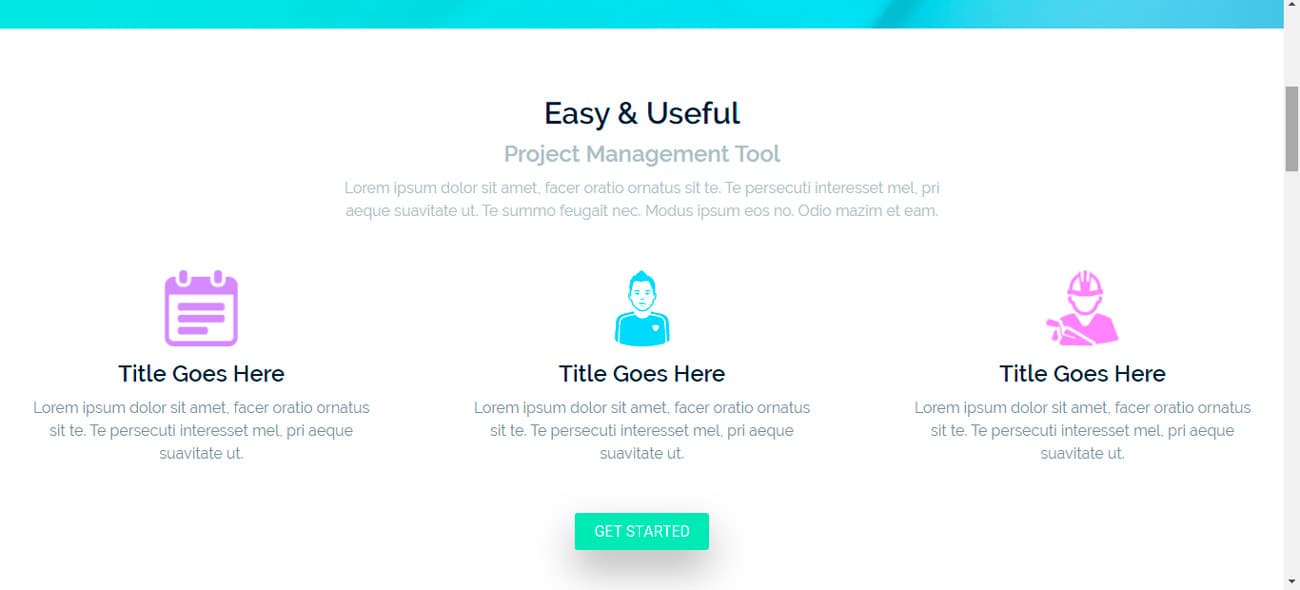 Easy & Useful
Project Management Tool
Lorem ipsum dolor sit amet, facer oratio ornatus sit te. Te persecuti interesset mel, pri
aeque suavitate ut. Te summo feugait nec. Modus ipsum eos no. Odio mazim et eam.
Title Goes Here
Lorem ipsum dolor sit amet, facer oratio ornatus
sit te. Te persecuti interesset mel, pri aeque
suavitate ut.
Title Goes Here
Lorem ipsum dolor sit amet, facer oratio ornatus
sit te. Te persecuti interesset mel, pri aeque
suavitate ut.
Title Goes Here
Lorem ipsum dolor sit amet, facer oratio ornatus
sit te. Te persecuti interesset mel, pri aeque
suavitate ut.
GET STARTED